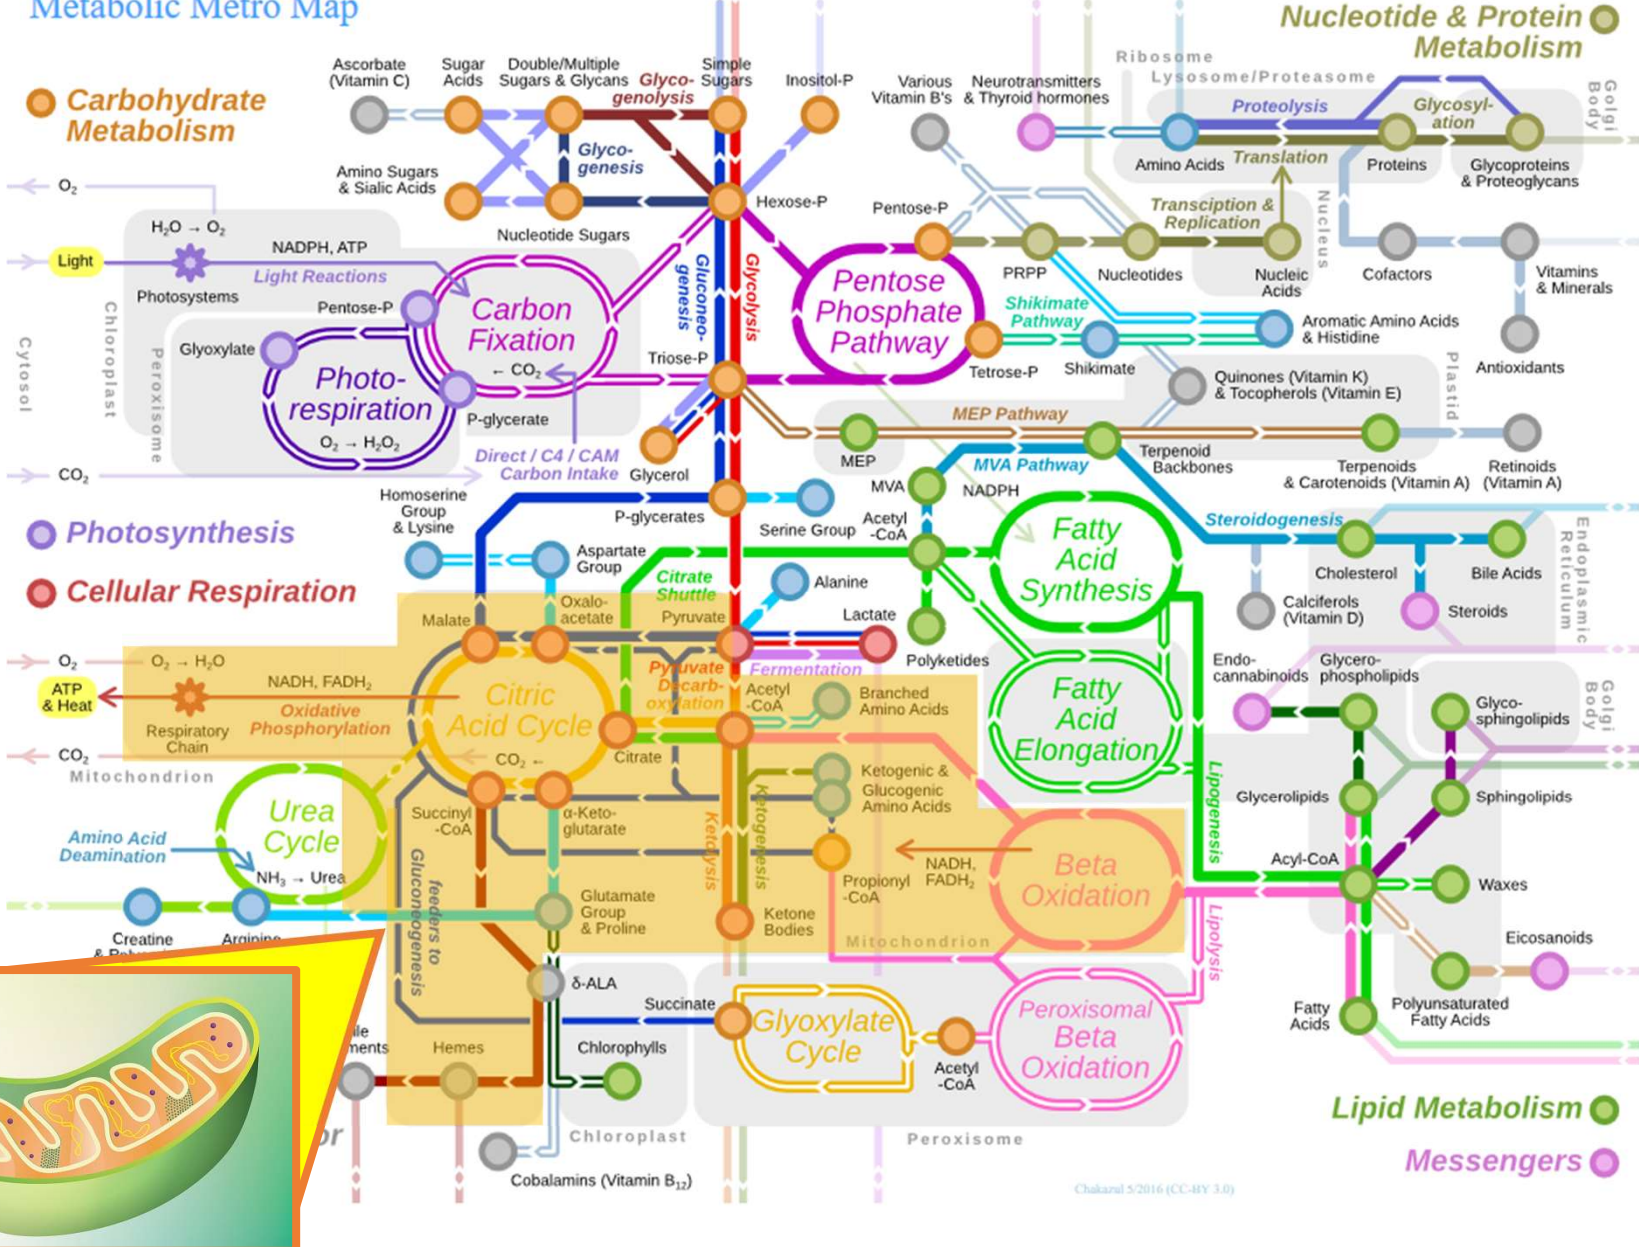 Metabolic Metro Map
Nucleotide & Protein
Metabolism
Carbohydrate
Metabolism
Ascorbate
(Vitamin C)
Sugar
Acids
Double/Multiple
Sugars & Glycans
Glyco-
genolysis
Simple
Sugars
Inositol-P
Various
Vitamin B's
Neurotransmitters
& Thyroid hormones
Ribosome
Lysosome/Proteasome
Proteolysis
Glycosyl-
ation
Golgi
Body
Amino Acids
Translation
Proteins
Glycoproteins
& Proteoglycans
Amino Sugars
& Sialic Acids
Glyco-
genesis
Nucleotide Sugars
Hexose-P
Pentose-P
Transciption &
Replication
Nucleus
PRPP
Nucleotides
Nucleic
Acids
Cofactors
Vitamins
& Minerals
Antioxidants
O₂
H₂O → O₂
Light
NADPH, ATP
Light Reactions
Photosystems
Pentose-P
Carbon
Fixation
← CO₂
Gluconeo-
genesis
Glycolysis
Pentose
Phosphate
Pathway
Shikimate
Pathway
Aromatic Amino Acids
& Histidine
Tetrose-P
Shikimate
Cytosol
Chloroplast
Peroxisome
Glyoxylate
Photo-
respiration
O₂ → H₂O₂
P-glycerate
Direct / C4 / CAM
Carbon Intake
CO₂
Triose-P
Glycerol
Quinones (Vitamin K)
& Tocopherols (Vitamin E)
Plastid
MEP Pathway
MEP
MVA Pathway
Terpenoid
Backbones
Terpenoids
& Carotenoids (Vitamin A)
Retinoids
(Vitamin A)
Photosynthesis
Cellular Respiration
Homoserine
Group
& Lysine
P-glycerates
Serine Group
Aspartate
Group
MVA
NADPH
Acetyl
-CoA
Fatty
Acid
Synthesis
Steroidogenesis
Cholesterol
Bile Acids
Endoplasmic
Reticulum
Calciferols
(Vitamin D)
Steroids
Citrate
Shuttle
Alanine
Lactate
Fermentation
Polyketides
Malate
Oxalo-
acetate
Pyruvate
Pyruvate
Decarb-
oxylation
O₂
O₂ → H₂O
ATP
& Heat
NADH, FADH₂
Oxidative
Phosphorylation
Respiratory
Chain
CO₂
Mitochondrion
Citric
Acid Cycle
CO₂ ←
Citrate
Acetyl
-CoA
Branched
Amino Acids
Ketogenic &
Glucogenic
Amino Acids
Fatty
Acid
Elongation
Endo-
cannabinoids
Glycero-
phospholipids
Glyco-
sphingolipids
Golgi
Body
Glycerolipids
Sphingolipids
Lipogenesis
Urea
Cycle
Amino Acid
Deamination
NH₃ → Urea
Creatine
Arginine
Succinyl
-CoA
α-Keto-
glutarate
feeders to
Gluconeogenesis
Glutamate
Group
& Proline
Ketolysis
Ketogenesis
Ketone
Bodies
Propionyl
-CoA
NADH,
FADH₂
Beta
Oxidation
Mitochondrion
Acyl-CoA
Waxes
Lipolysis
Eicosanoids
Polyunsaturated
Fatty Acids
Fatty
Acids
δ-ALA
Succinate
Glyoxylate
Cycle
Acetyl
-CoA
Peroxisomal
Beta
Oxidation
Peroxisome
Hemes
Chlorophylls
Chloroplast
Cobalamins (Vitamin B₁₂)
Lipid Metabolism
Messengers
Chakazul 5/2016 (CC-BY 3.0)